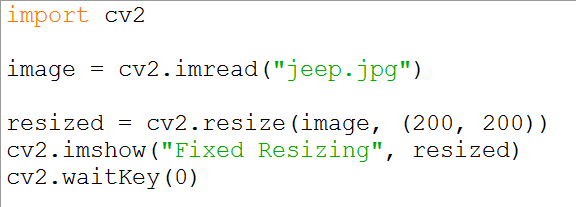 import cv2
image = cv2.imread("jeep.jpg")
resized = cv2.resize(image, (200, 200))
cv2.imshow("Fixed Resizing", resized)
cv2.waitKey(0)